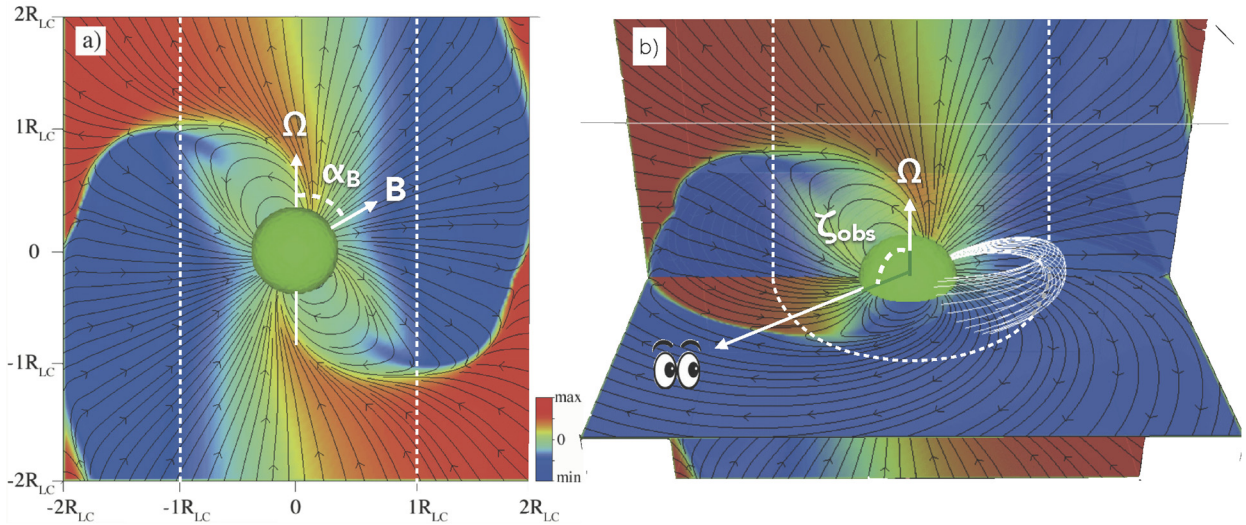 a)
2R_LC
1R_LC
0
-1R_LC
-2R_LC
-2R_LC
-1R_LC
0
1R_LC
2R_LC
Ω
α_B
B
max
0
min
b)
Ω
ζ_obs